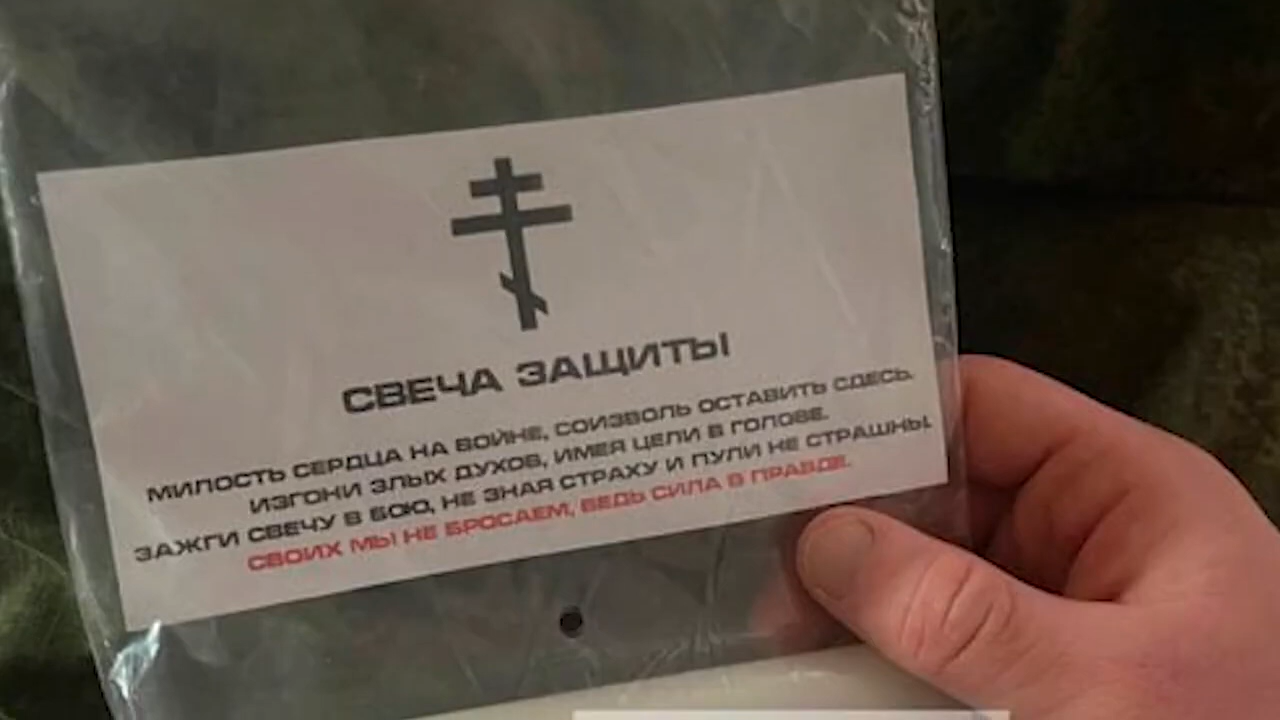 СВЕЧА ЗАЩИТЫ
МИЛОСТЬ СЕРДЦА НА ВОЙНЕ, СОИЗВОЛЬ ОСТАВИТЬ СДЕСЬ.
ИЗГОНИ ЗЛЫХ ДУХОВ, ИМЕЯ ЦЕЛИ В ГОЛОВЕ.
ЗАЖГИ СВЕЧУ В БОЮ, НЕ ЗНАЯ СТРАХУ И ПУЛИ НЕ СТРАШНЫ.
СВОИХ МЫ НЕ БРОСАЕМ, ВЕДЬ СИЛА В ПРАВДЕ.